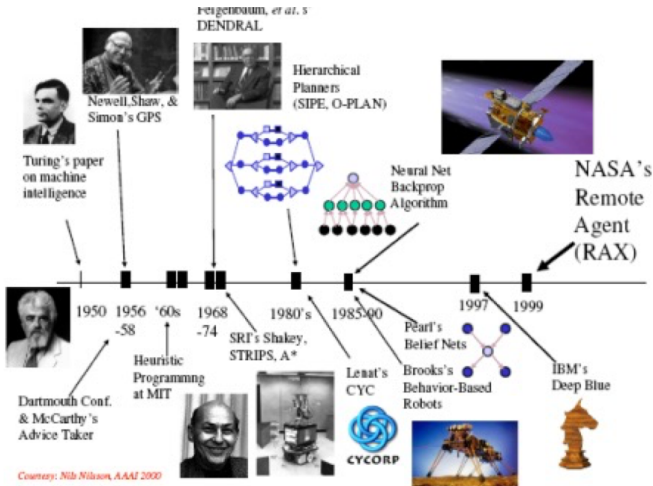 Feigenbaum, et al.s'
DENDRAL
Newell,Shaw, &
Simon's GPS
Hierarchical
Planners
(SIPE, O-PLAN)
Turing's paper
on machine
intelligence
Neural Net
Backprop
Algorithm
NASA's
Remote
Agent
(RAX)
1950
1956
-58
'60s
1968
-74
1980's
1985-90
1997
1999
Dartmouth Conf.
& McCarthy's
Advice Taker
Heuristic
Programmng
at MIT
SRI's Shakey,
STRIPS, A*
Lenat's
CYC
CYCORP
Pearl's
Belief Nets
Brooks's
Behavior-Based
Robots
IBM's
Deep Blue
Courtesy: Nils Nilsson, AAAI 2000